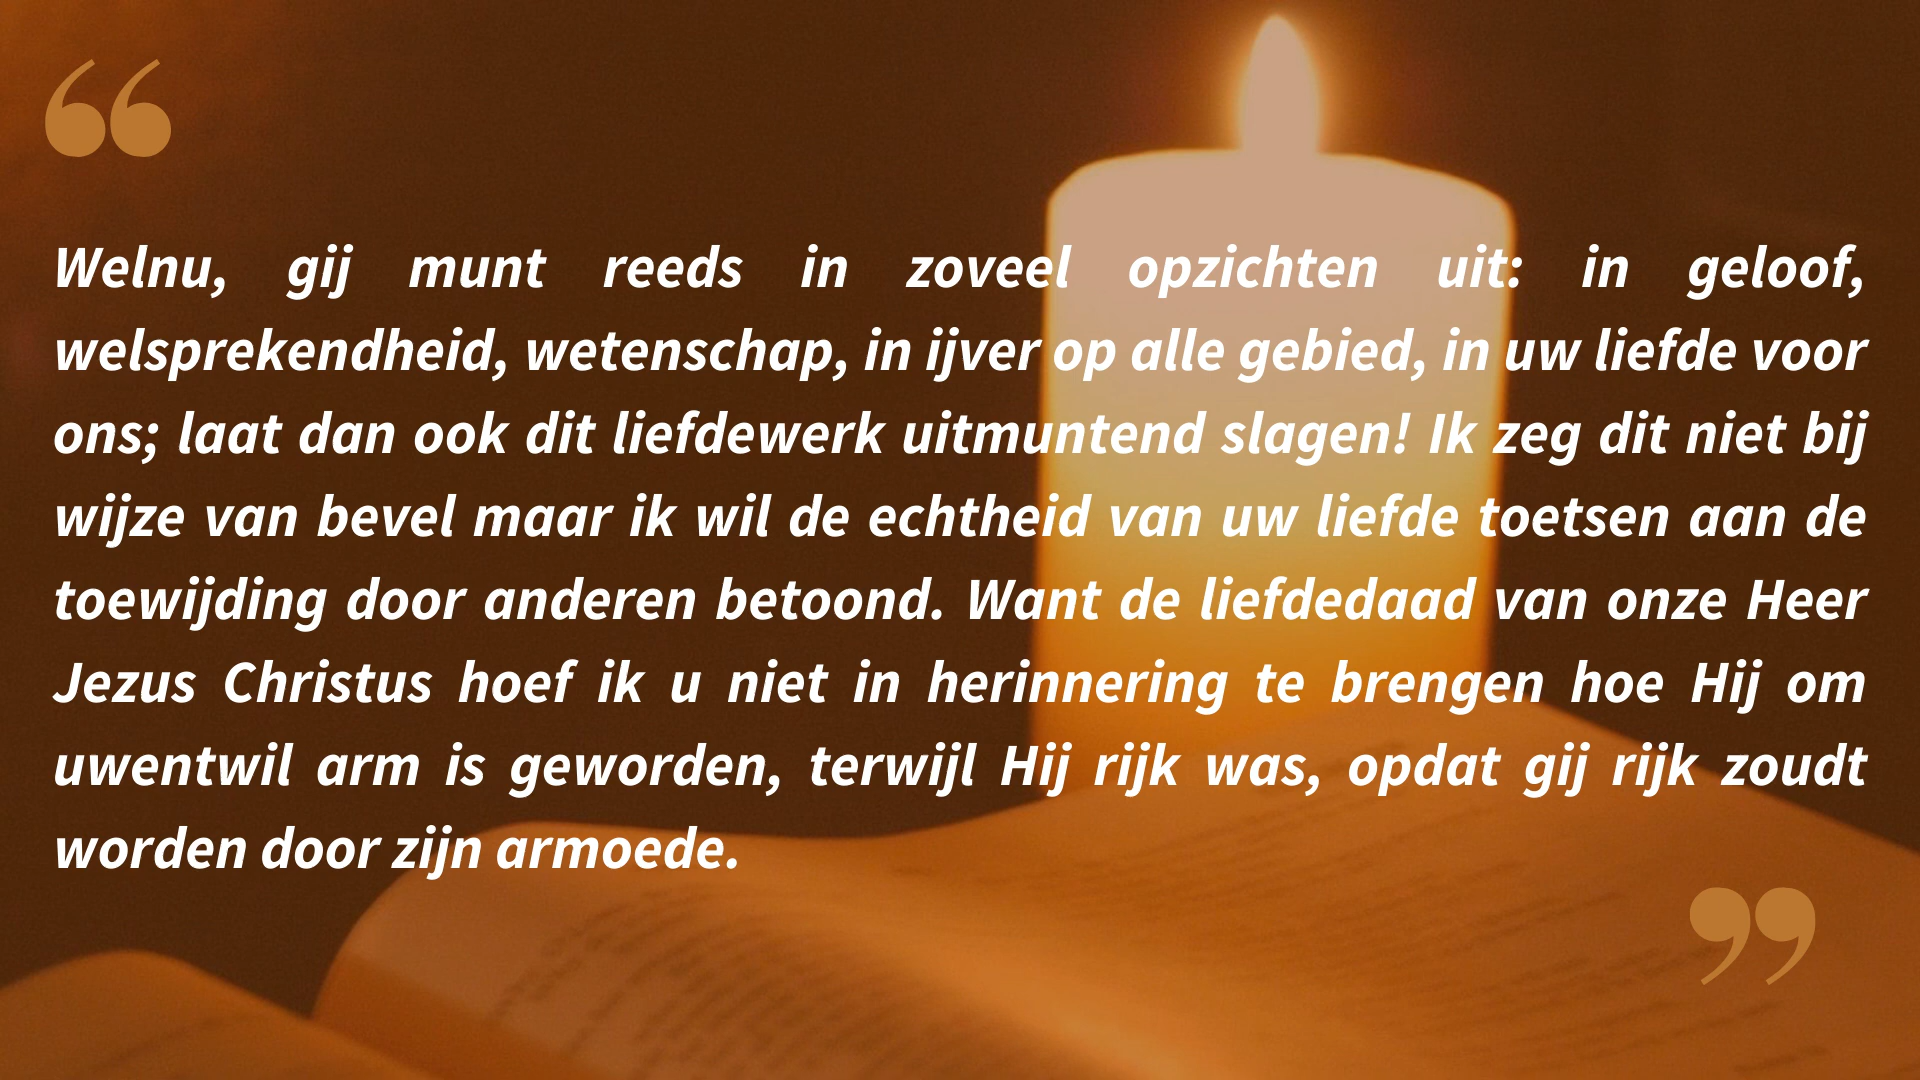 “
Welnu, gij munt reeds in zoveel opzichten uit: in geloof,
welsprekendheid, wetenschap, in ijver op alle gebied, in uw liefde voor
ons; laat dan ook dit liefdewerk uitmuntend slagen! Ik zeg dit niet bij
wijze van bevel maar ik wil de echtheid van uw liefde toetsen aan de
toewijding door anderen betoond. Want de liefdedaad van onze Heer
Jezus Christus hoef ik u niet in herinnering te brengen hoe Hij om
uwentwil arm is geworden, terwijl Hij rijk was, opdat gij rijk zoudt
worden door zijn armoede.
”